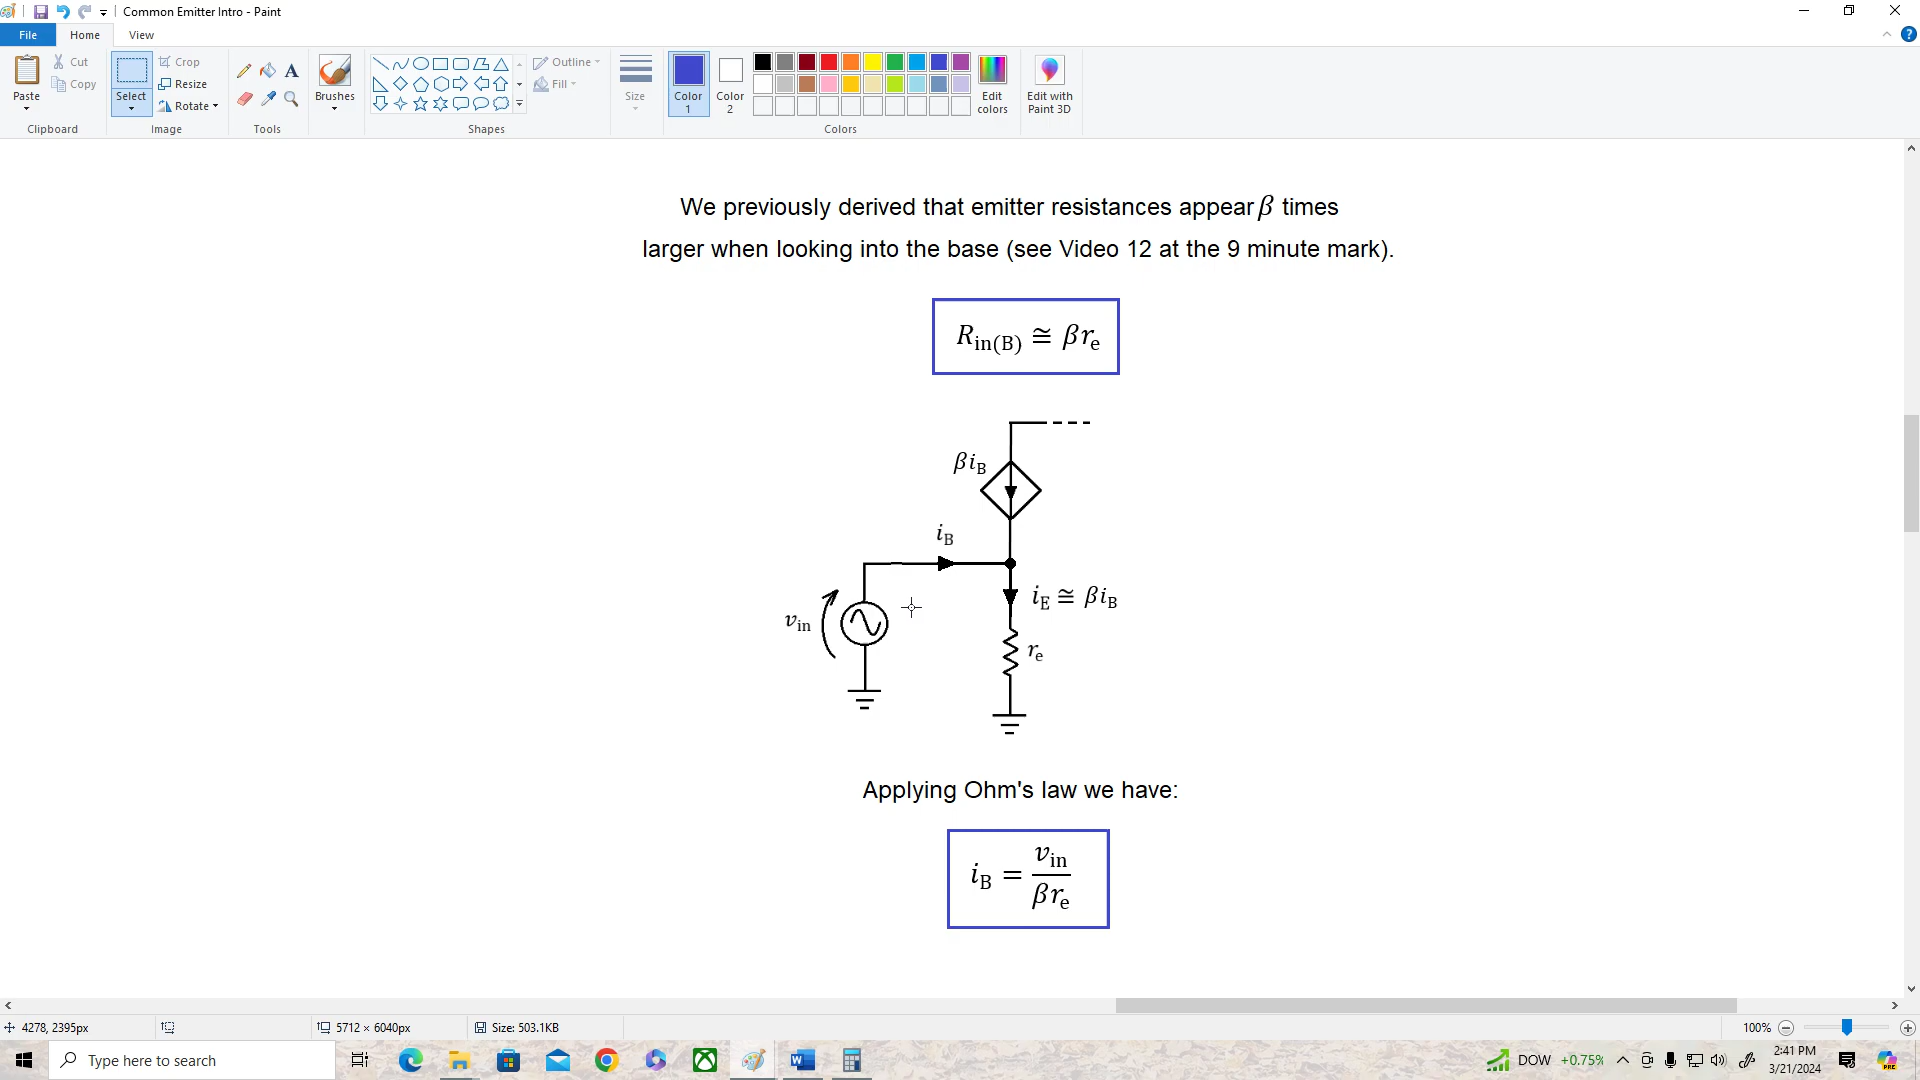 Common Emitter Intro - Paint
File Home View
Paste
Cut
Copy
Clipboard
Select
Crop
Resize
Rotate
Image
A
Tools
Brushes
Shapes
Outline
Fill
Size
Color 1
Color 2
Edit colors
Colors
Edit with Paint 3D
We previously derived that emitter resistances appear β times
larger when looking into the base (see Video 12 at the 9 minute mark).
R_in(B) ≅ βr_e
βi_B
i_B
i_E ≅ βi_B
v_in
r_e
Applying Ohm's law we have:
i_B = v_in / βr_e
4278, 2395px
5712 × 6040px
Size: 503.1KB
100%
Type here to search
DOW +0.75%
2:41 PM
3/21/2024